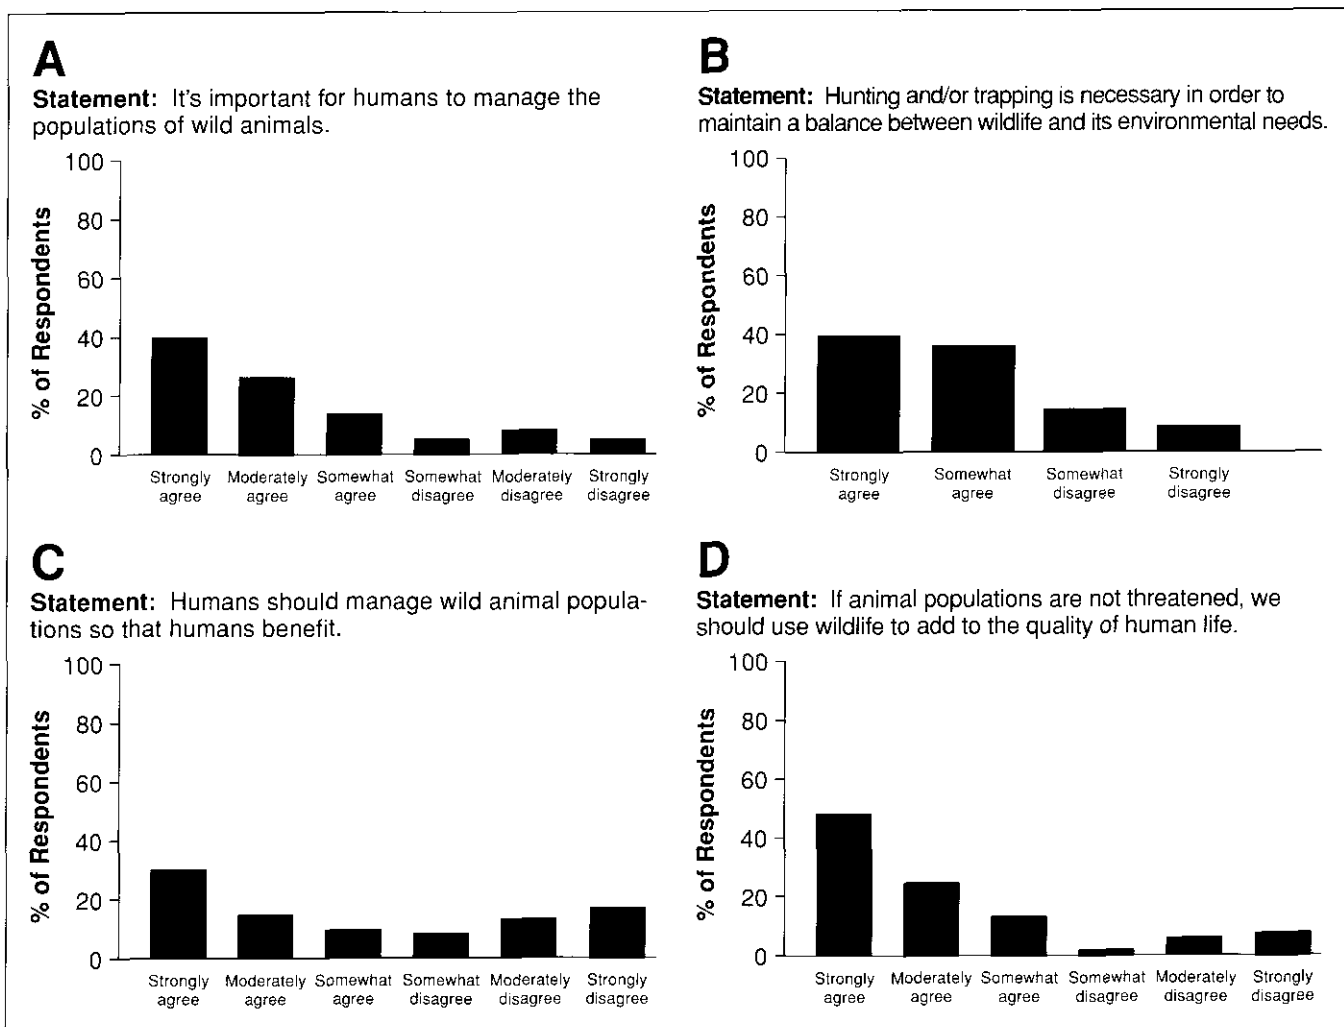 A
Statement: It's important for humans to manage the
populations of wild animals.
% of Respondents
100
80
60
40
20
0
Strongly agree
Moderately agree
Somewhat agree
Somewhat disagree
Moderately disagree
Strongly disagree
B
Statement: Hunting and/or trapping is necessary in order to
maintain a balance between wildlife and its environmental needs.
% of Respondents
100
80
60
40
20
0
Strongly agree
Somewhat agree
Somewhat disagree
Strongly disagree
C
Statement: Humans should manage wild animal popula-
tions so that humans benefit.
% of Respondents
100
80
60
40
20
0
Strongly agree
Moderately agree
Somewhat agree
Somewhat disagree
Moderately disagree
Strongly disagree
D
Statement: If animal populations are not threatened, we
should use wildlife to add to the quality of human life.
% of Respondents
100
80
60
40
20
0
Strongly agree
Moderately agree
Somewhat agree
Somewhat disagree
Moderately disagree
Strongly disagree